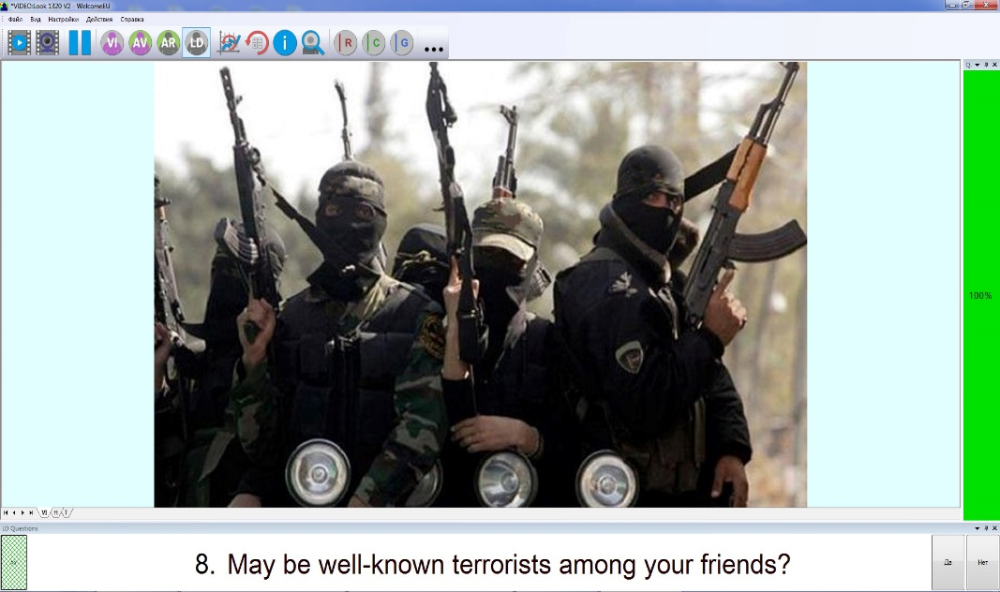 *VIDEO:Look 1320 V2 - WelcomeEU
Файл Вид Настройки Действия Справка
VI AV AR LD i R C G ...
Q.
100%
VI H T
LD Questions
8. May be well-known terrorists among your friends?
Да Нет